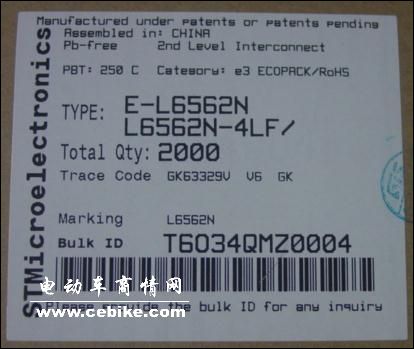 Manufactured under patents or patents pending
Assembled in: CHINA
Pb-free 2nd Level Interconnect
PBT: 250 C Category: e3 ECOPACK/RoHS
STMicroelectronics
TYPE: E-L6562N
L6562N-4LF/
Total Qty: 2000
Trace Code GK63329V V6 GK
Marking L6562N
Bulk ID T6034QMZ0004
Please provide the bulk ID for any inquiry
电动车商情网
www.cebike.com